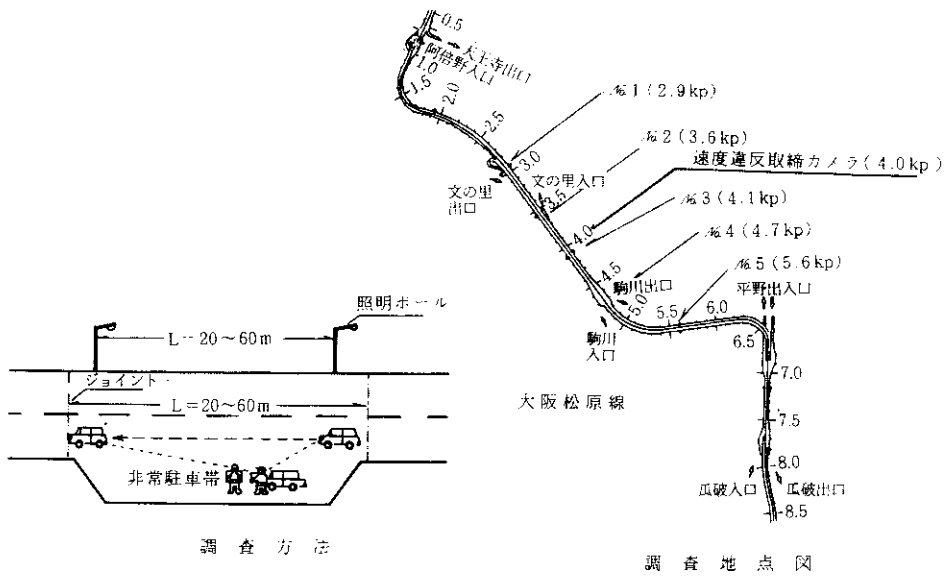 0.5
天王寺出口
阿倍野入口
1.0
1.5
2.0
2.5
№1(2.9kp)
3.0
№2(3.6kp)
文の里
出口
文の里入口
3.5
速度違反取締カメラ(4.0kp)
4.0
№3(4.1kp)
4.5
№4(4.7kp)
駒川出口
5.0
№5(5.6kp)
駒川
入口
5.5
6.0
平野出入口
6.5
7.0
7.5
8.0
瓜破入口
瓜破出口
8.5
大阪松原線
調査地点図
照明ポール
L=20~60m
ジョイント
L=20~60m
非常駐車帯
調査方法